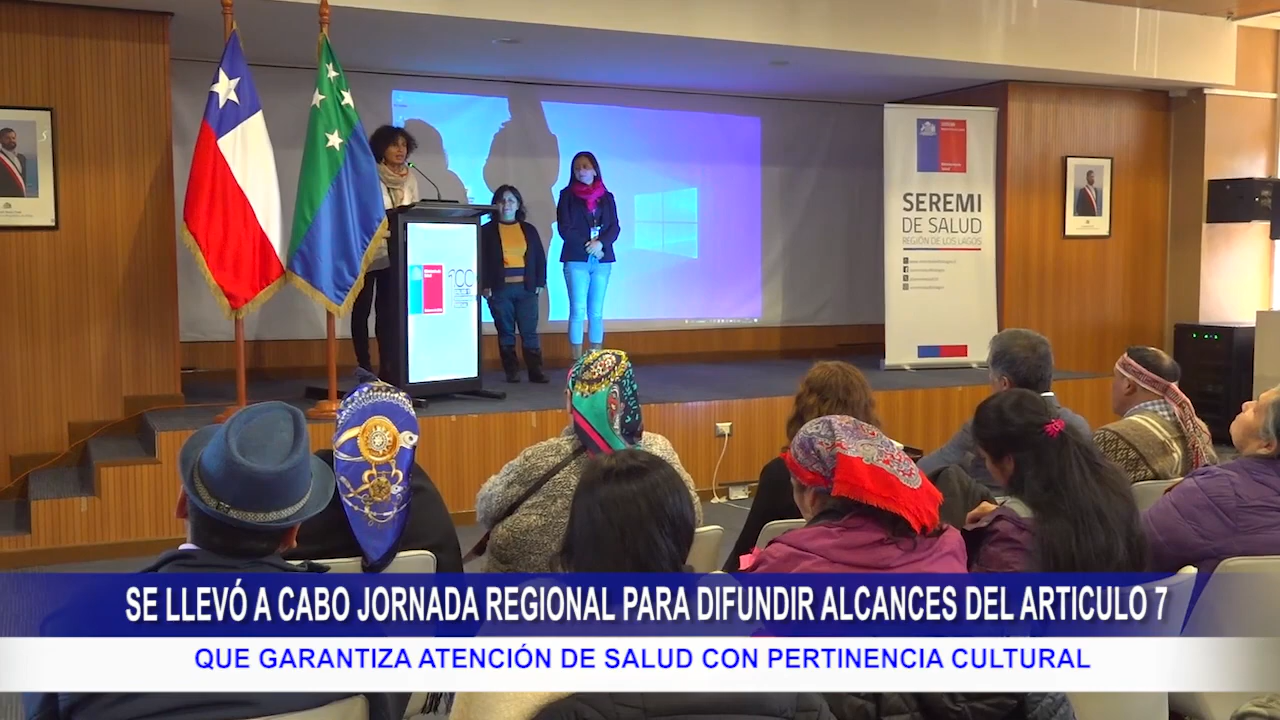 SEREMI
DE SALUD
REGIÓN DE LOS LAGOS
100
SE LLEVÓ A CABO JORNADA REGIONAL PARA DIFUNDIR ALCANCES DEL ARTICULO 7
QUE GARANTIZA ATENCIÓN DE SALUD CON PERTINENCIA CULTURAL